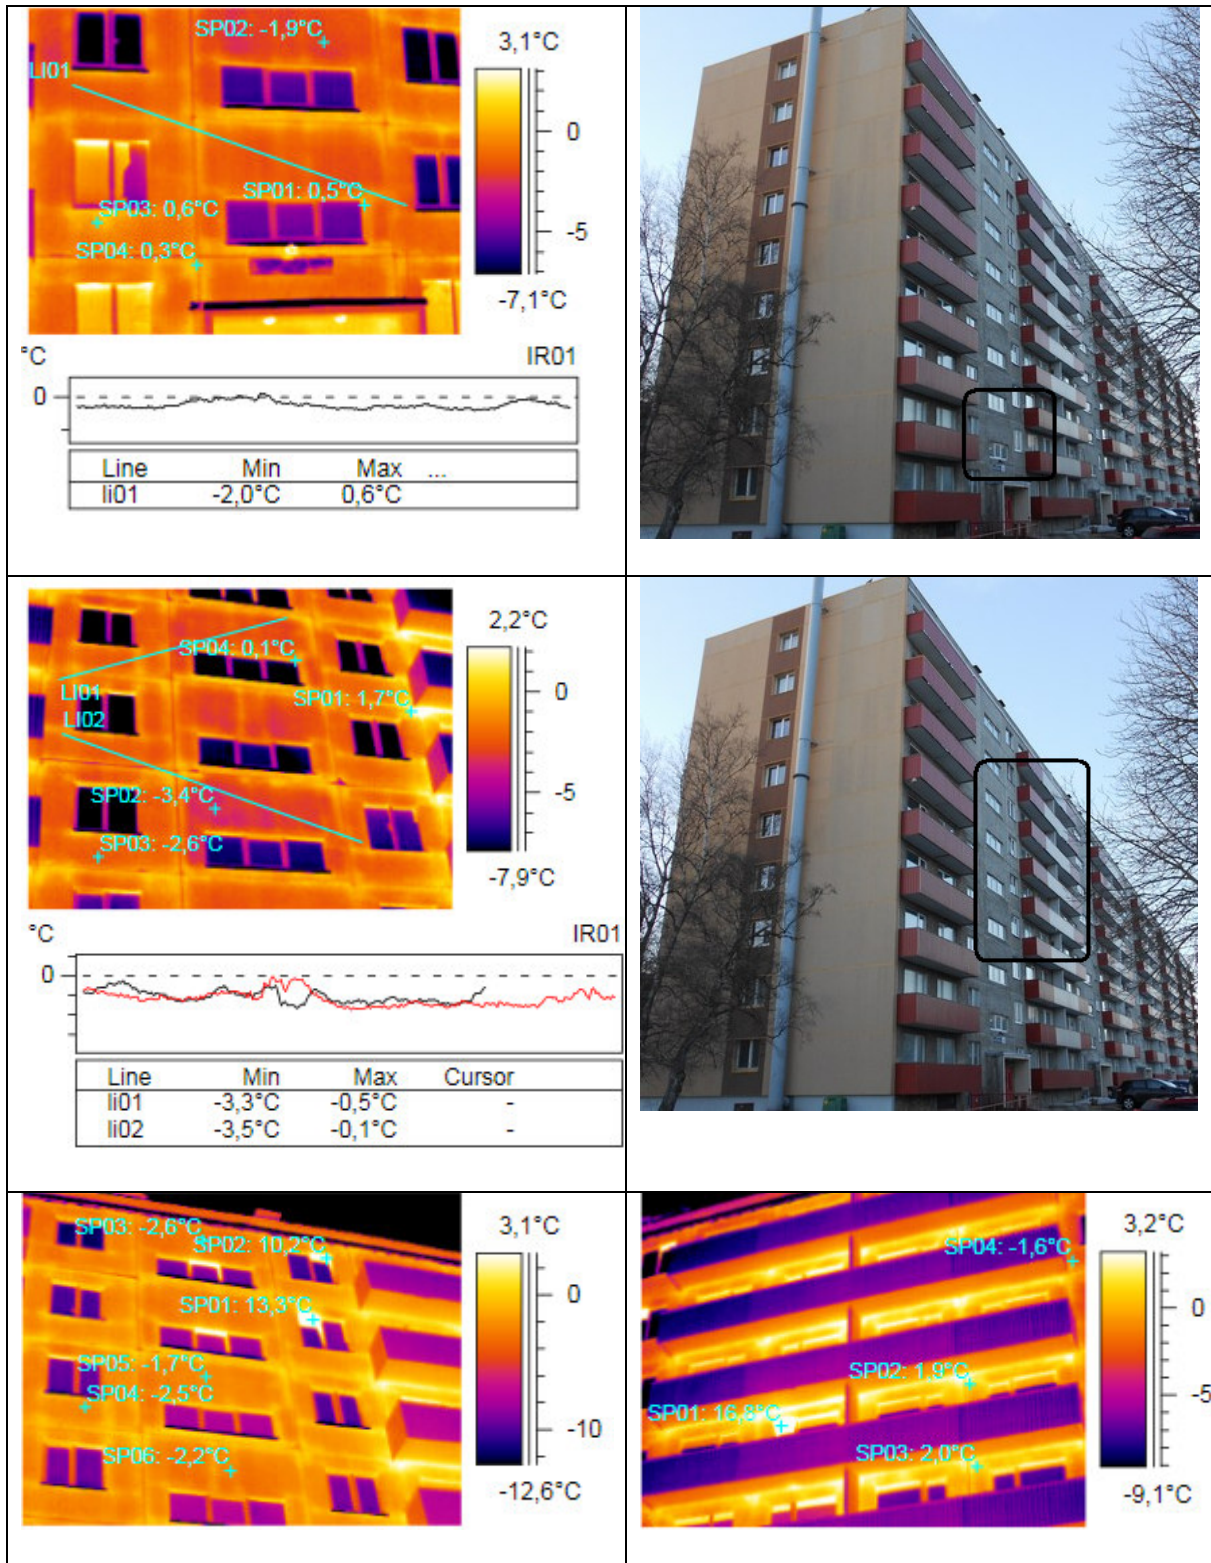 SP02: -1,9°C
3,1°C
LI01
0
SP01: 0,5°C
SP03: 0,6°C
-5
SP04: 0,3°C
-7,1°C
°C
IR01
0
Line Min Max ...
li01 -2,0°C 0,6°C
2,2°C
SP04: 0,1°C
LI01
SP01: 1,7°C
0
LI02
SP02: -3,4°C
-5
SP03: -2,6°C
-7,9°C
°C
IR01
0
Line Min Max Cursor
li01 -3,3°C -0,5°C -
li02 -3,5°C -0,1°C -
SP03: -2,6°C
3,1°C
SP02: 10,2°C
0
SP01: 13,3°C
SP05: -1,7°C
SP04: -2,5°C
-10
SP06: -2,2°C
-12,6°C
3,2°C
SP04: -1,6°C
0
SP02: 1,9°C
-5
SP01: 16,8°C
SP03: 2,0°C
-9,1°C